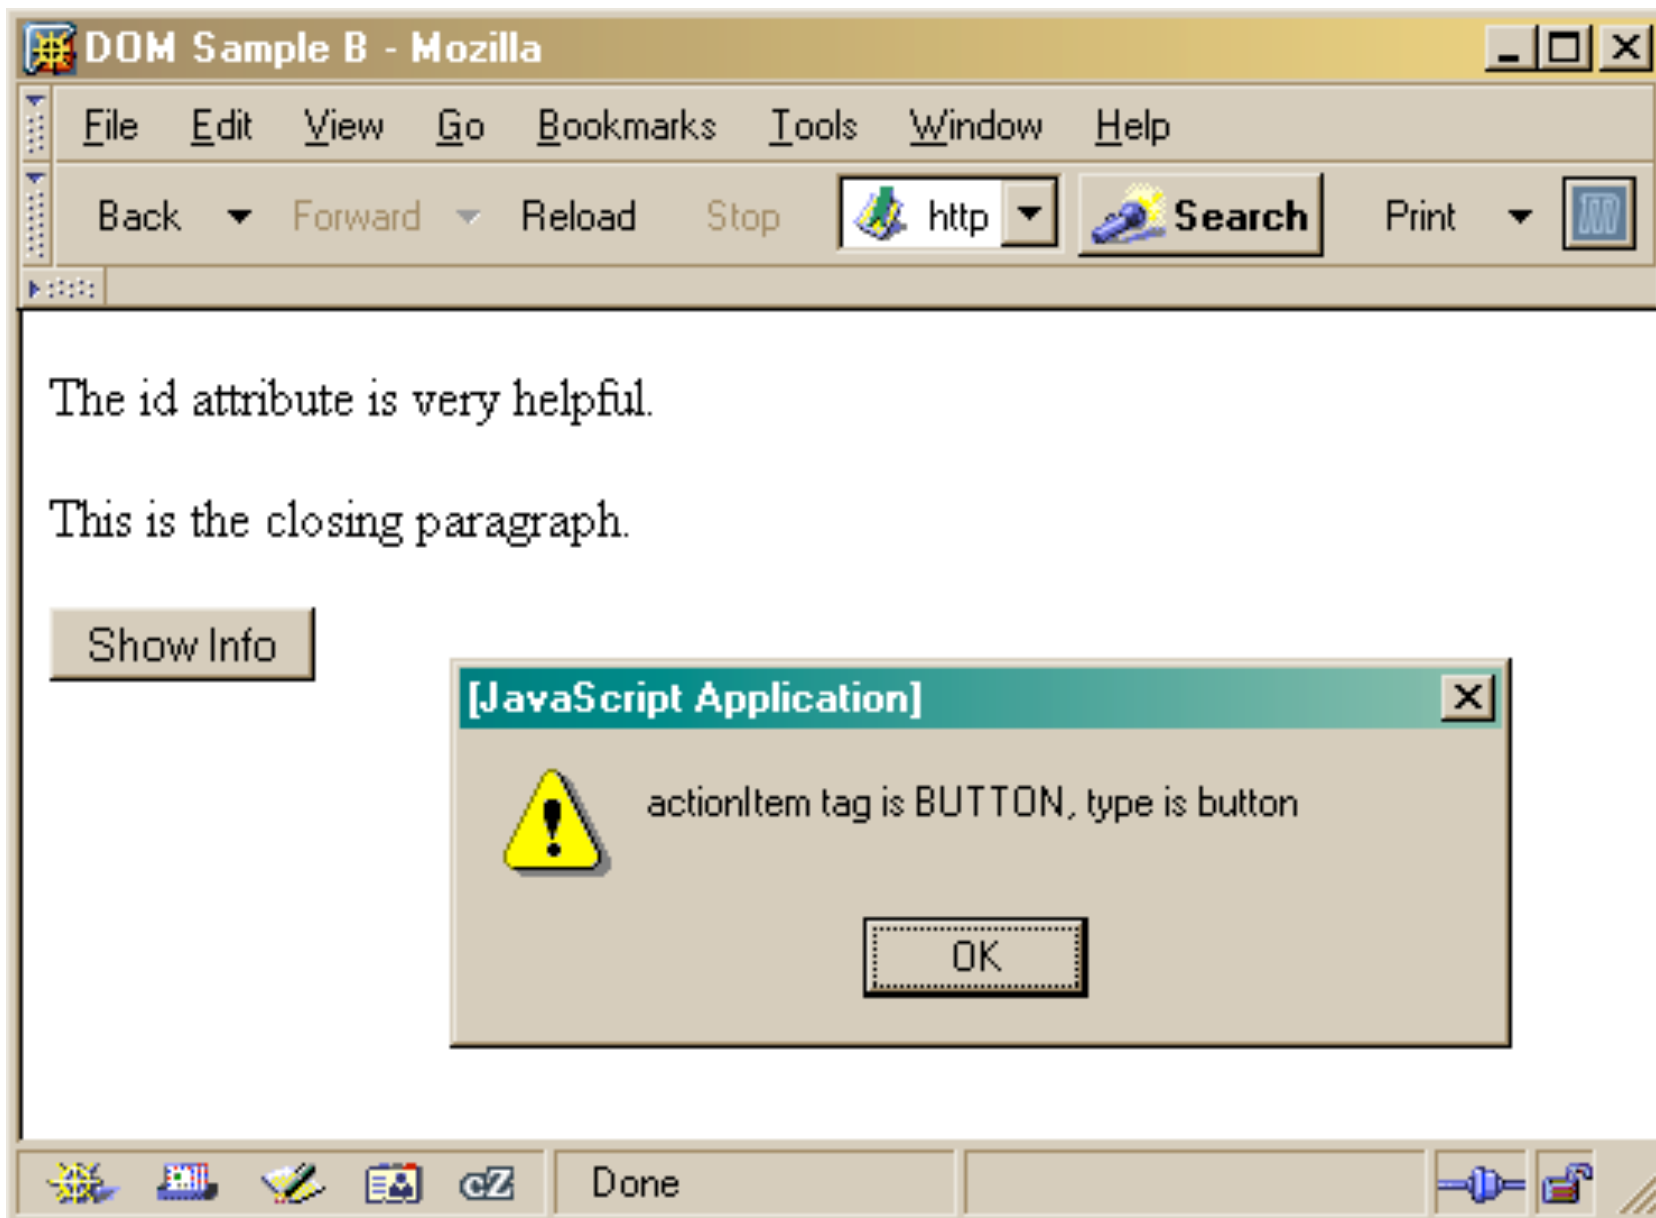 DOM Sample B - Mozilla
File Edit View Go Bookmarks Tools Window Help
Back Forward Reload Stop http Search Print
The id attribute is very helpful.
This is the closing paragraph.
Show Info
[JavaScript Application]
actionItem tag is BUTTON, type is button
OK
cZ Done